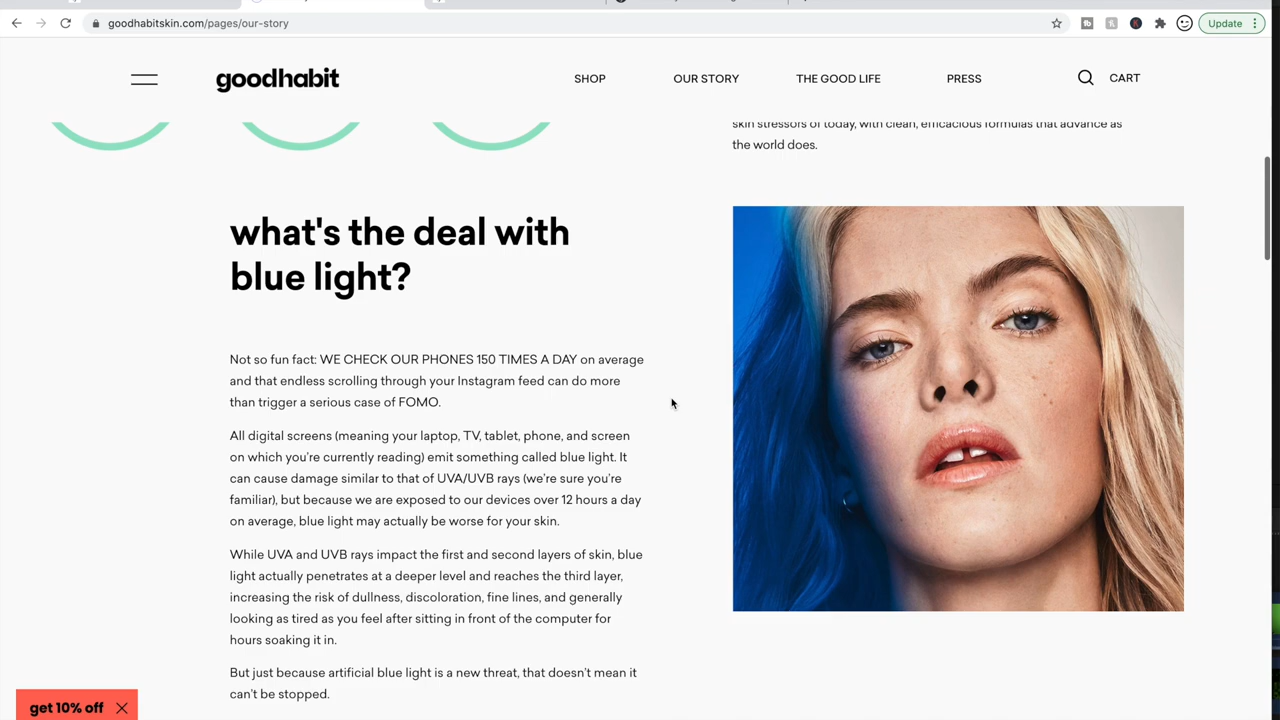 goodhabitskin.com/pages/our-story
Update
goodhabit
SHOP
OUR STORY
THE GOOD LIFE
PRESS
CART
skin stressors of today, with clean, efficacious formulas that advance as
the world does.
what's the deal with
blue light?
Not so fun fact: WE CHECK OUR PHONES 150 TIMES A DAY on average
and that endless scrolling through your Instagram feed can do more
than trigger a serious case of FOMO.
All digital screens (meaning your laptop, TV, tablet, phone, and screen
on which you're currently reading) emit something called blue light. It
can cause damage similar to that of UVA/UVB rays (we're sure you're
familiar), but because we are exposed to our devices over 12 hours a day
on average, blue light may actually be worse for your skin.
While UVA and UVB rays impact the first and second layers of skin, blue
light actually penetrates at a deeper level and reaches the third layer,
increasing the risk of dullness, discoloration, fine lines, and generally
looking as tired as you feel after sitting in front of the computer for
hours soaking it in.
But just because artificial blue light is a new threat, that doesn't mean it
can't be stopped.
get 10% off